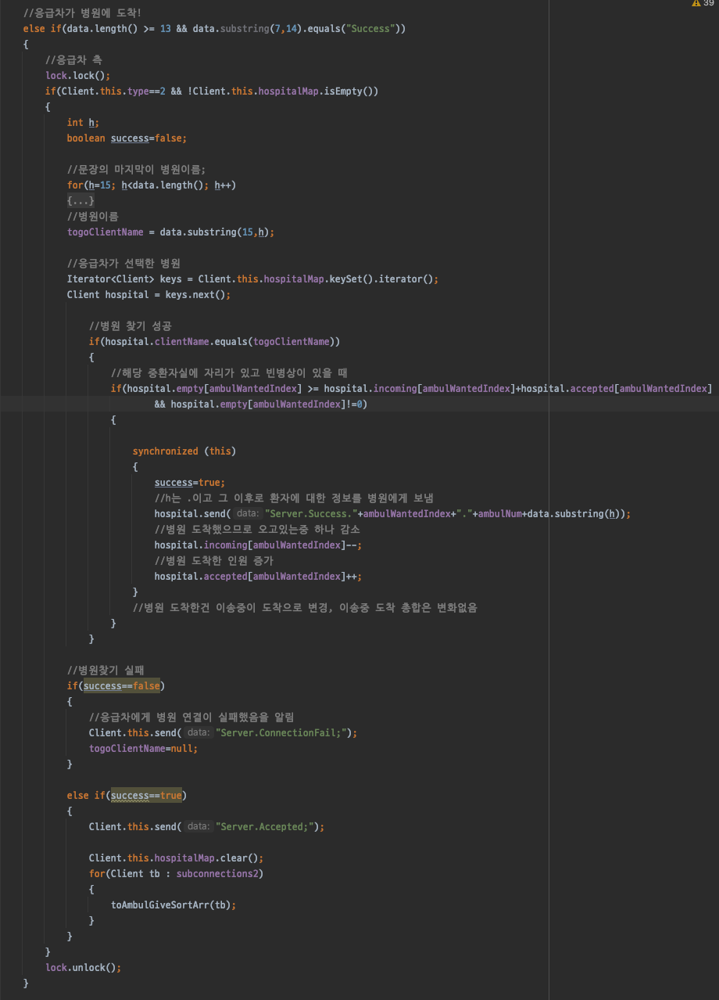 39
//응급차가 병원에 도착!
else if(data.length() >= 13 && data.substring(7,14).equals("Success"))
{
//응급차 측
lock.lock();
if(Client.this.type==2 && !Client.this.hospitalMap.isEmpty())
{
int h;
boolean success=false;
//문장의 마지막이 병원이름;
for(h=15; h<data.length(); h++)
{...}
//병원이름
togoClientName = data.substring(15,h);
//응급차가 선택한 병원
Iterator<Client> keys = Client.this.hospitalMap.keySet().iterator();
Client hospital = keys.next();
//병원 찾기 성공
if(hospital.clientName.equals(togoClientName))
{
//해당 중환자실에 자리가 있고 빈병상이 있을 때
if(hospital.empty[ambulWantedIndex] >= hospital.incoming[ambulWantedIndex]+hospital.accepted[ambulWantedIndex]
&& hospital.empty[ambulWantedIndex]!=0)
{
synchronized (this)
{
success=true;
//h는 .이고 그 이후로 환자에 대한 정보를 병원에게 보냄
hospital.send( data: "Server.Success."+ambulWantedIndex+"."+ambulNum+data.substring(h));
//병원 도착했으므로 오고있는중 하나 감소
hospital.incoming[ambulWantedIndex]--;
//병원 도착한 인원 증가
hospital.accepted[ambulWantedIndex]++;
}
//병원 도착한건 이송중이 도착으로 변경, 이송중 도착 총합은 변화없음
}
}
//병원찾기 실패
if(success==false)
{
//응급차에게 병원 연결이 실패했음을 알림
Client.this.send( data: "Server.ConnectionFail;");
togoClientName=null;
}
else if(success==true)
{
Client.this.send( data: "Server.Accepted;");
Client.this.hospitalMap.clear();
for(Client tb : subconnections2)
{
toAmbulGiveSortArr(tb);
}
}
}
lock.unlock();
}